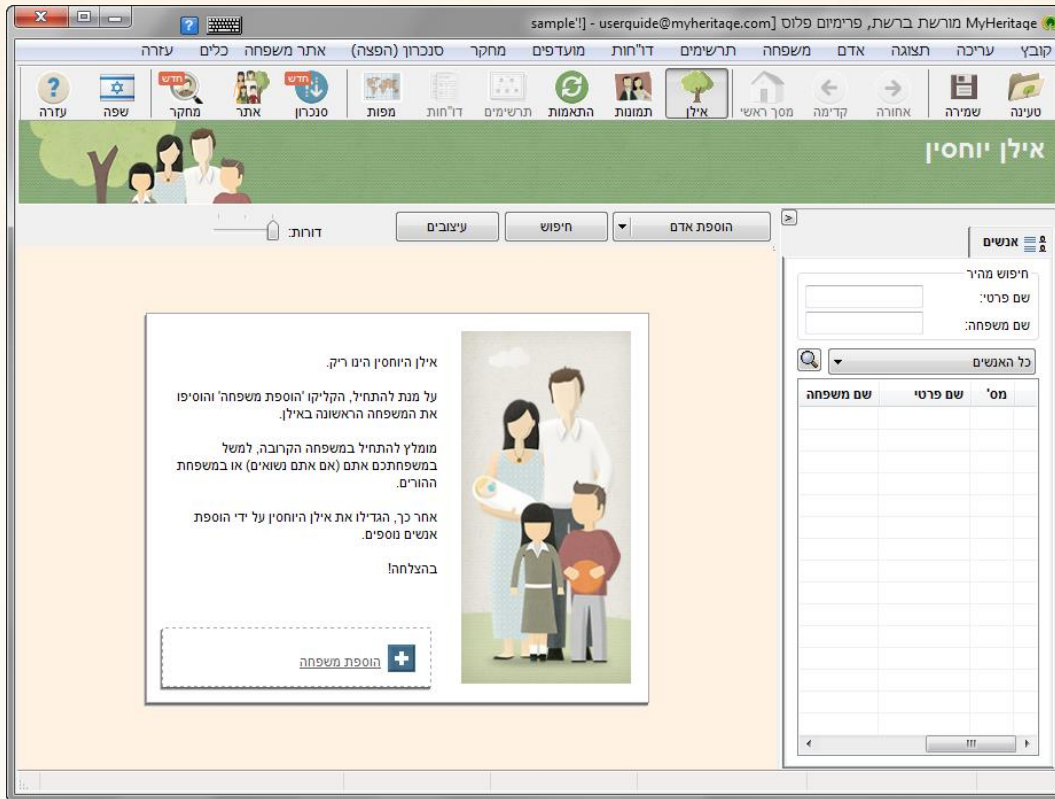 MyHeritage מורשת ברשת, פרימיום פלוס [sample'!] - userquide@myheritage.com]
קובץ עריכה תצוגה אדם משפחה תרשימים דו"חות מועדפים מחקר סנכרון (הפצה) אתר משפחה כלים עזרה
חדש חדש
טעינה שמירה אחורה קדימה מסך ראשי אילן תמונות התאמות תרשימים דו"חות מפות סנכרון אתר מחקר שפה עזרה
אילן יוחסין
הוספת אדם חיפוש עיצובים דורות:
אנשים
חיפוש מהיר
שם פרטי:
שם משפחה:
כל האנשים
מס' שם פרטי שם משפחה
אילן היוחסין הינו ריק.
על מנת להתחיל, הקליקו 'הוספת משפחה' והוסיפו
את המשפחה הראשונה באילן.
מומלץ להתחיל במשפחה הקרובה, למשל
במשפחתכם אתם (אם אתם נשואים) או במשפחת
ההורים.
אחר כך, הגדילו את אילן היוחסין על ידי הוספת
אנשים נוספים.
בהצלחה!
הוספת משפחה